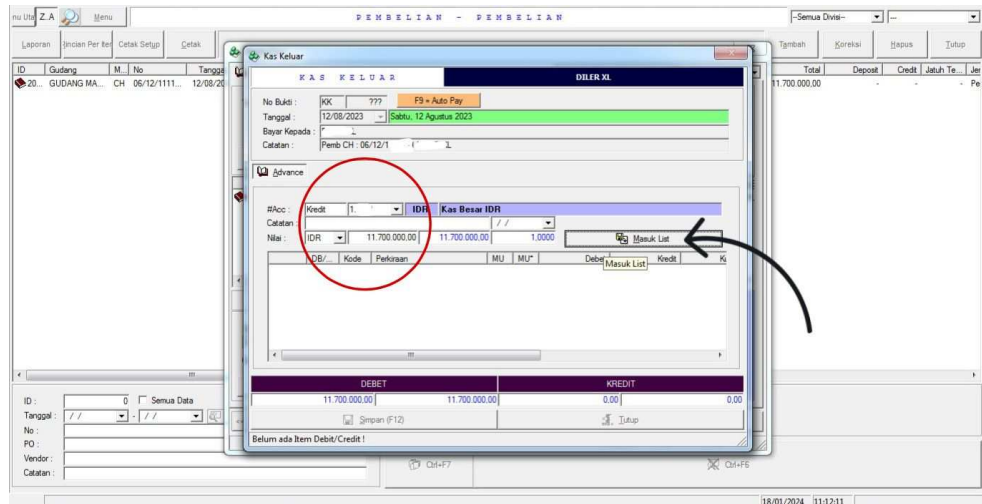 nu Uta Z.A Menu PEMBELIAN - PEMBELIAN --Semua Divisi-- --
Laporan Rincian Per Iter Cetak Setup Cetak Tambah Koreksi Hapus Tutup
ID Gudang M... No Tangga Total Deposit Credit Jatuh Te... Jer
20... GUDANG MA... CH 06/12/1111... 12/08/20 11.700.000,00 - - - Pe
Kas Keluar
KAS KELUAR DILER XL
No Bukti : KK ??? F9 = Auto Pay
Tanggal : 12/08/2023 Sabtu, 12 Agustus 2023
Bayar Kepada :
Catatan : Pemb CH : 06/12/1
Advance
#Acc : Kredit 1. IDR Kas Besar IDR
Catatan : / /
Nilai : IDR 11.700.000,00 11.700.000,00 1,0000 Masuk List
DB/... Kode Perkiraan MU MU* Debet Kredit
Masuk List
DEBET KREDIT
11.700.000,00 11.700.000,00 0,00 0,00
Simpan (F12) Tutup
Belum ada Item Debit/Credit !
ID : 0 Semua Data
Tanggal : / / - / /
No :
PO :
Vendor :
Catatan :
Ctrl+F7 Ctrl+F6
18/01/2024 11:12:11